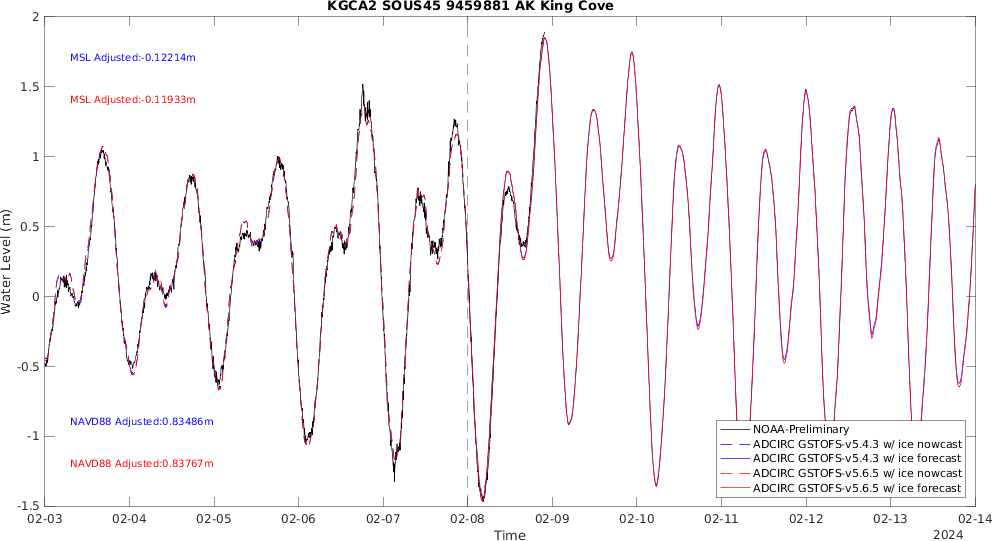 KGCA2 SOUS45 9459881 AK King Cove
2
1.5
1
0.5
0
-0.5
-1
-1.5
Water Level (m)
MSL Adjusted:-0.12214m
MSL Adjusted:-0.11933m
NAVD88 Adjusted:0.83486m
NAVD88 Adjusted:0.83767m
NOAA-Preliminary
ADCIRC GSTOFS-v5.4.3 w/ ice nowcast
ADCIRC GSTOFS-v5.4.3 w/ ice forecast
ADCIRC GSTOFS-v5.6.5 w/ ice nowcast
ADCIRC GSTOFS-v5.6.5 w/ ice forecast
02-03 02-04 02-05 02-06 02-07 02-08 02-09 02-10 02-11 02-12 02-13 02-14
Time
2024